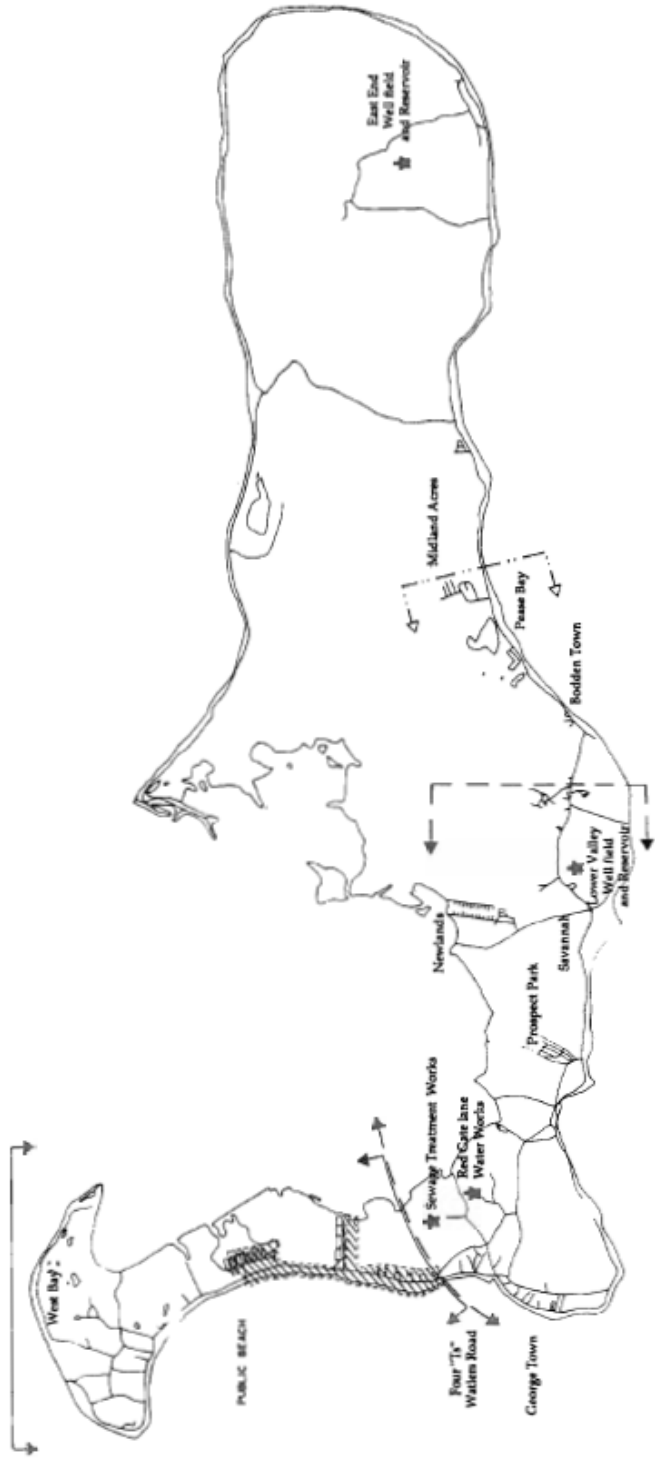 East End
Well field
and Reservoir
Midland Acres
Pease Bay
Bodden Town
Lower Valley
Well field
and Reservoir
Newlands
Savannah
Prospect Park
Sewage Treatment Works
Red Gate lane
Water Works
West Bay
PUBLIC BEACH
Four "Ts"
Watlers Road
George Town